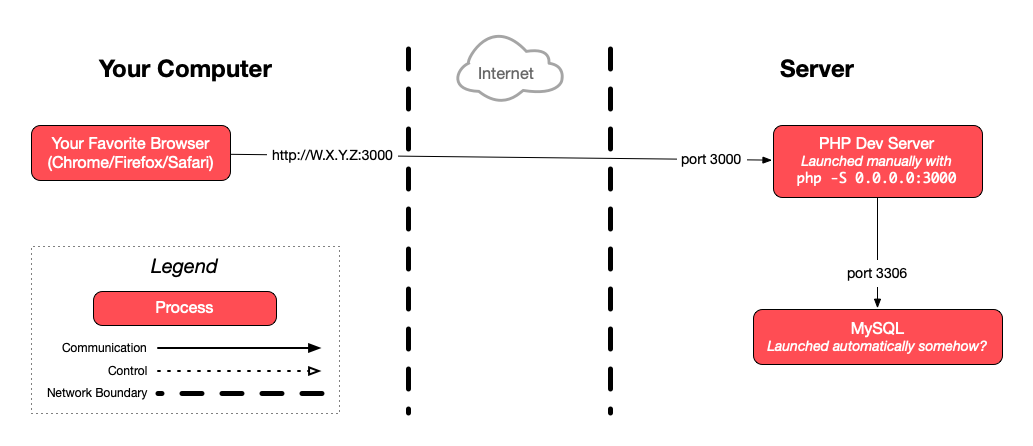 Your Computer
Internet
Server
Your Favorite Browser
(Chrome/Firefox/Safari)
http://W.X.Y.Z:3000
port 3000
PHP Dev Server
Launched manually with
php -S 0.0.0.0:3000
port 3306
MySQL
Launched automatically somehow?
Legend
Process
Communication
Control
Network Boundary